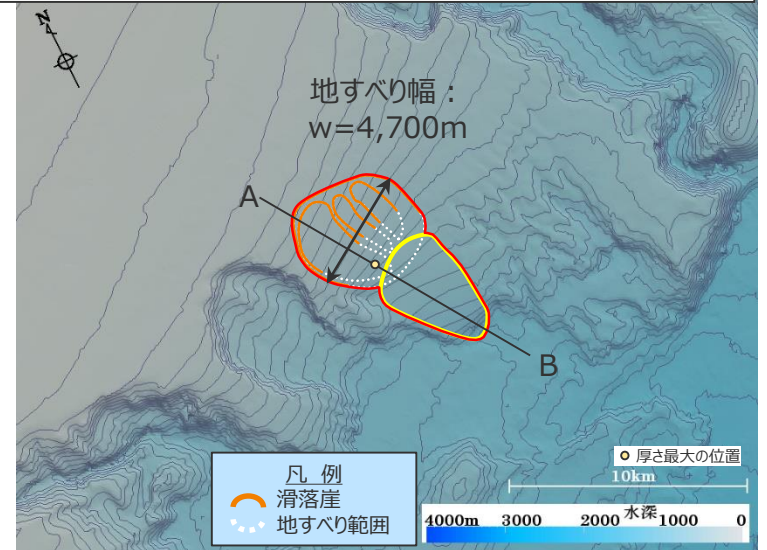 N
地すべり幅：
w=4,700m
A
B
厚さ最大の位置
10km
凡 例
滑落崖
地すべり範囲
水深
4000m 3000 2000 1000 0